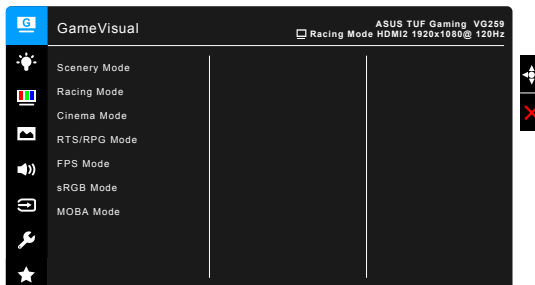 G
GameVisual
ASUS TUF Gaming VG259
Racing Mode HDMI2 1920x1080@ 120Hz
Scenery Mode
Racing Mode
Cinema Mode
RTS/RPG Mode
FPS Mode
sRGB Mode
MOBA Mode